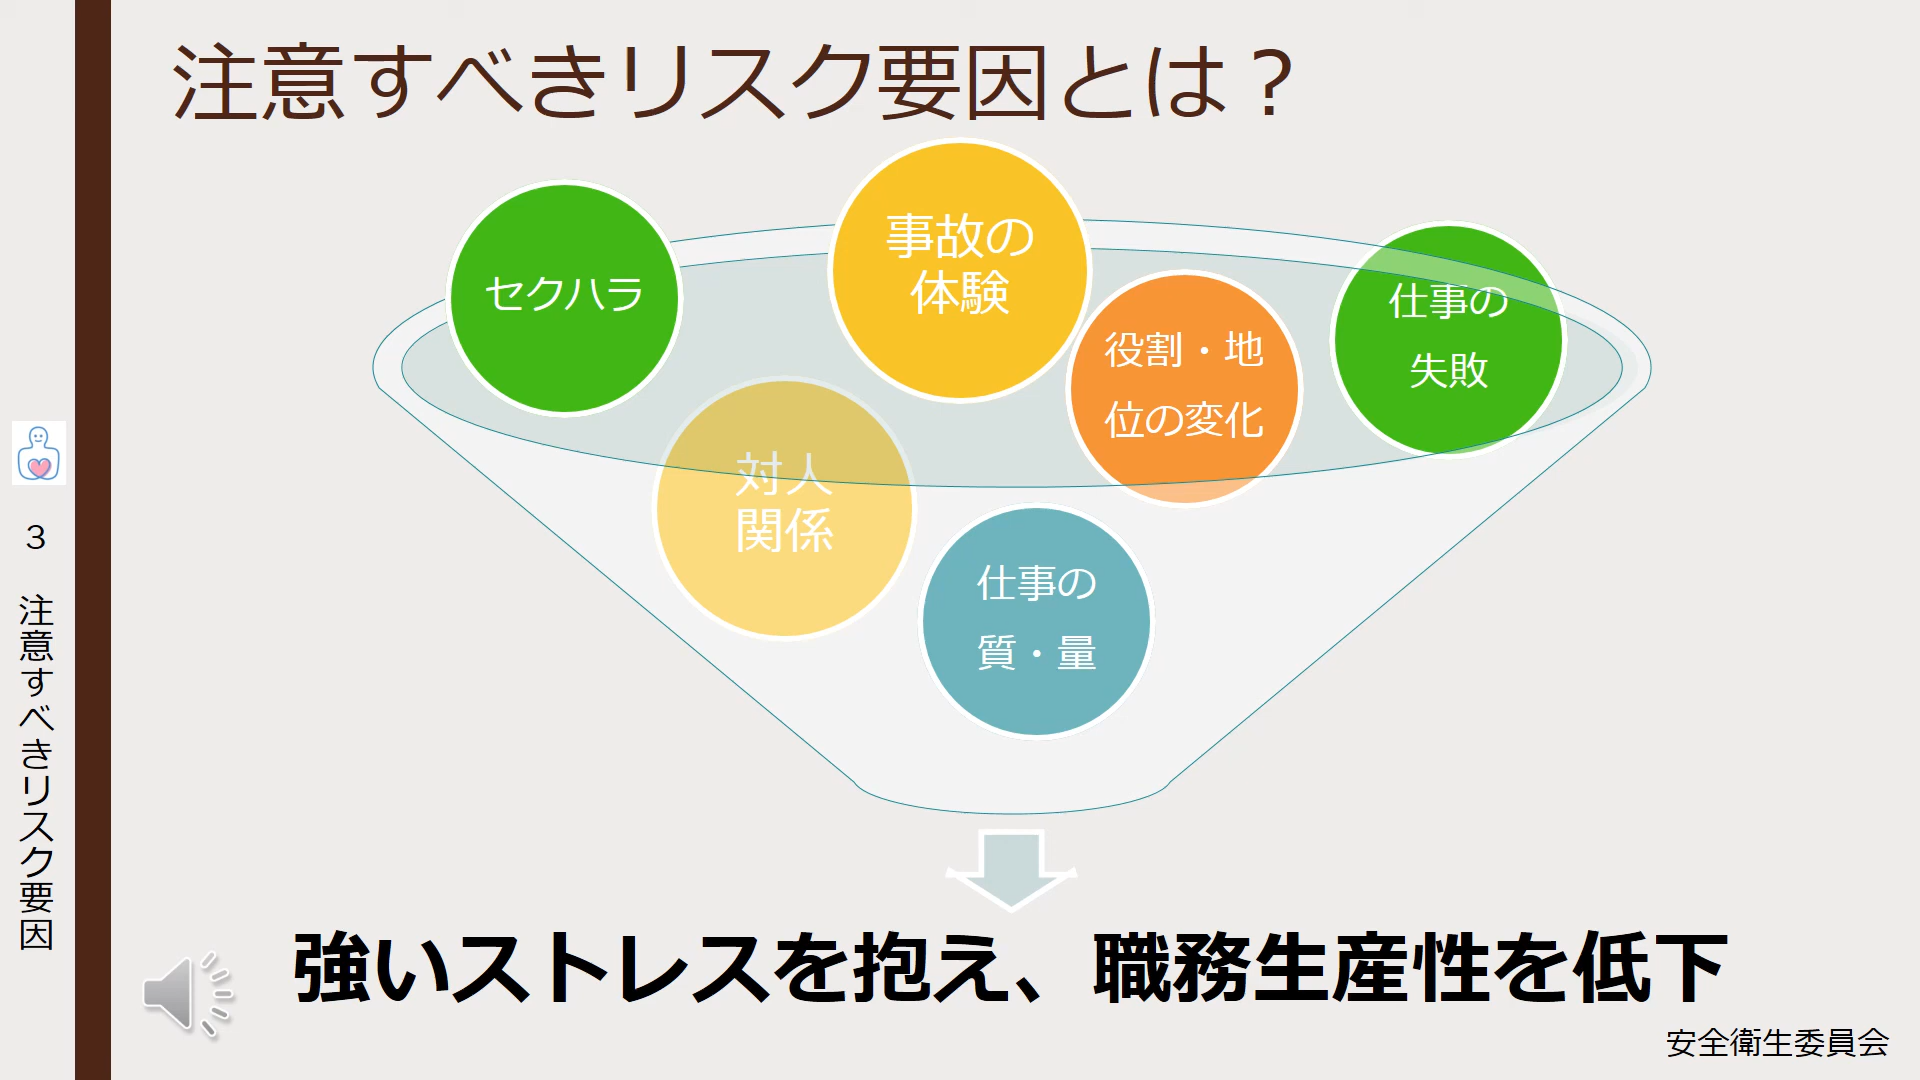 注意すべきリスク要因とは？
セクハラ
事故の
体験
役割・地
位の変化
仕事の
失敗
対人
関係
仕事の
質・量
強いストレスを抱え、職務生産性を低下
安全衛生委員会
３　注意すべきリスク要因